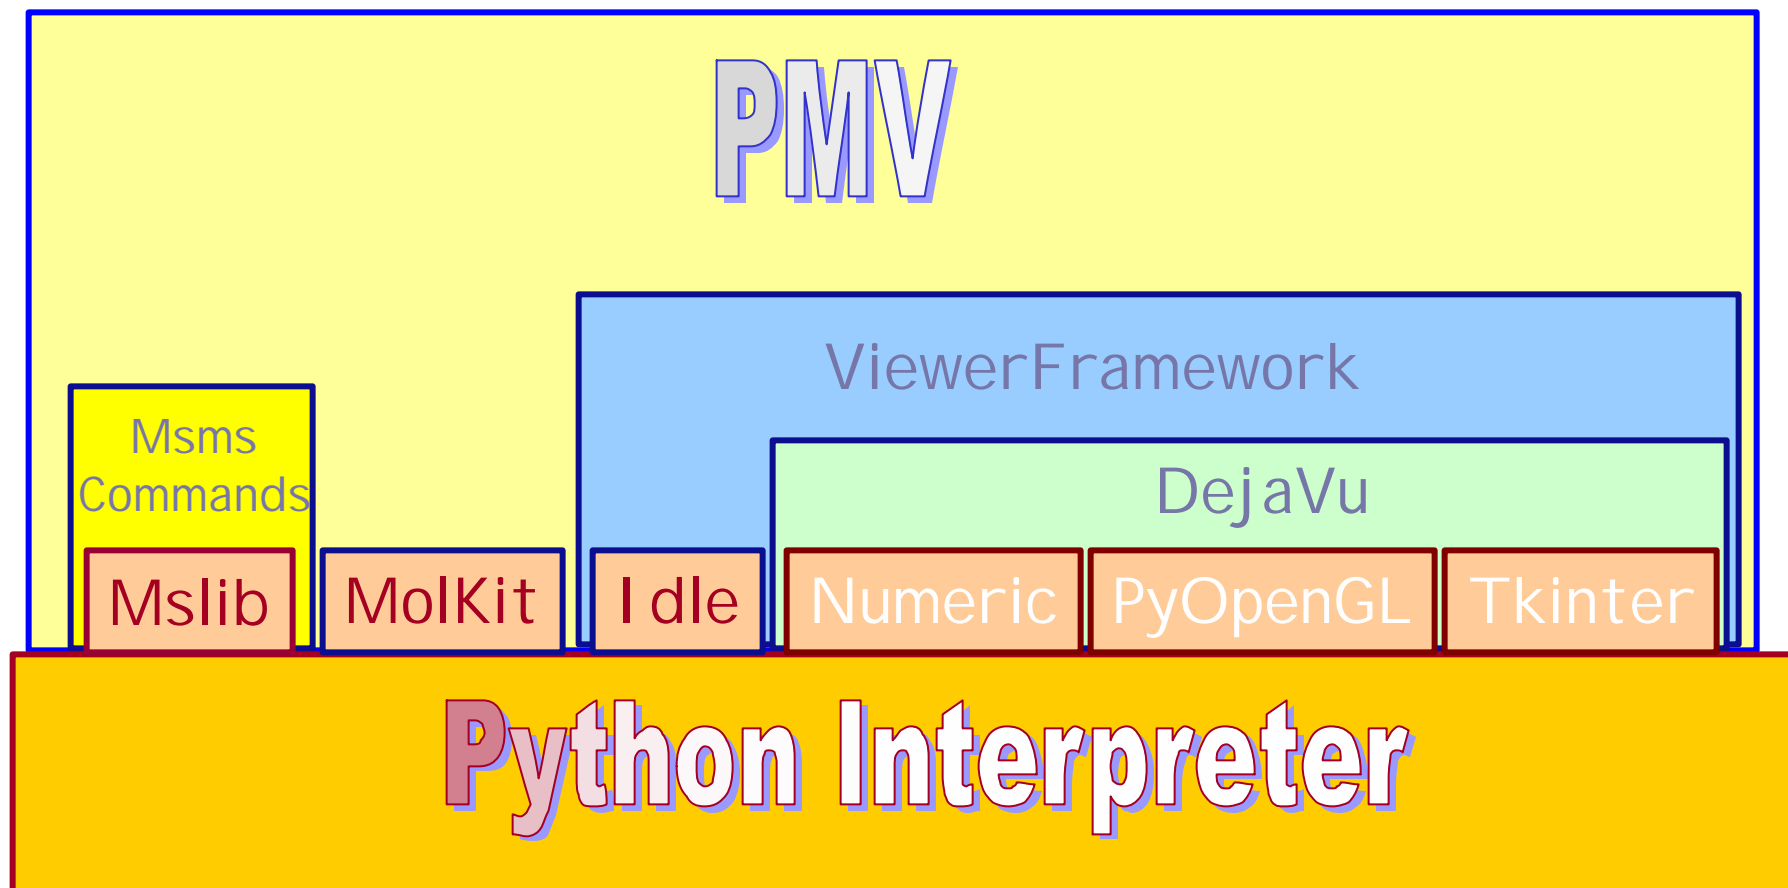 PMV
ViewerFramework
Msms
Commands
DejaVu
Mslib
MolKit
Idle
Numeric
PyOpenGL
Tkinter
Python Interpreter